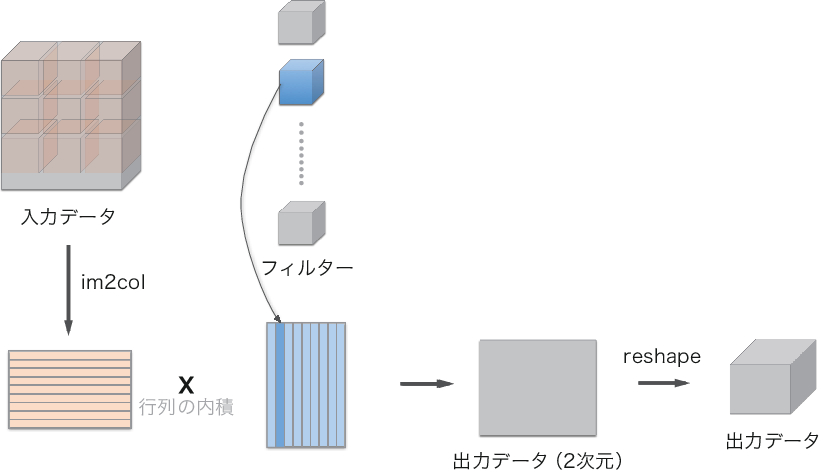 入力データ
im2col
フィルター
X
行列の内積
reshape
出力データ(2次元)
出力データ